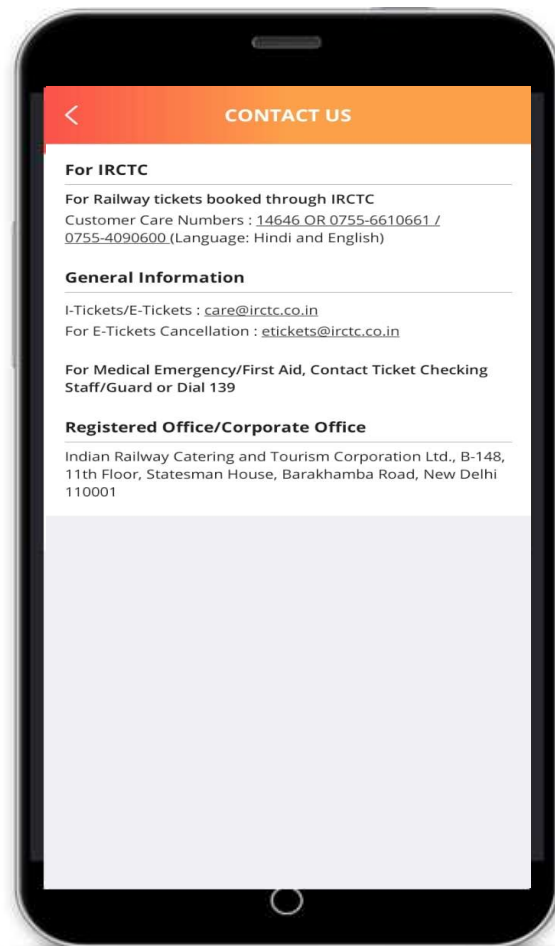 CONTACT US
For IRCTC
For Railway tickets booked through IRCTC
Customer Care Numbers : 14646 OR 0755-6610661 /
0755-4090600 (Language: Hindi and English)
General Information
I-Tickets/E-Tickets : care@irctc.co.in
For E-Tickets Cancellation : etickets@irctc.co.in
For Medical Emergency/First Aid, Contact Ticket Checking
Staff/Guard or Dial 139
Registered Office/Corporate Office
Indian Railway Catering and Tourism Corporation Ltd., B-148,
11th Floor, Statesman House, Barakhamba Road, New Delhi
110001